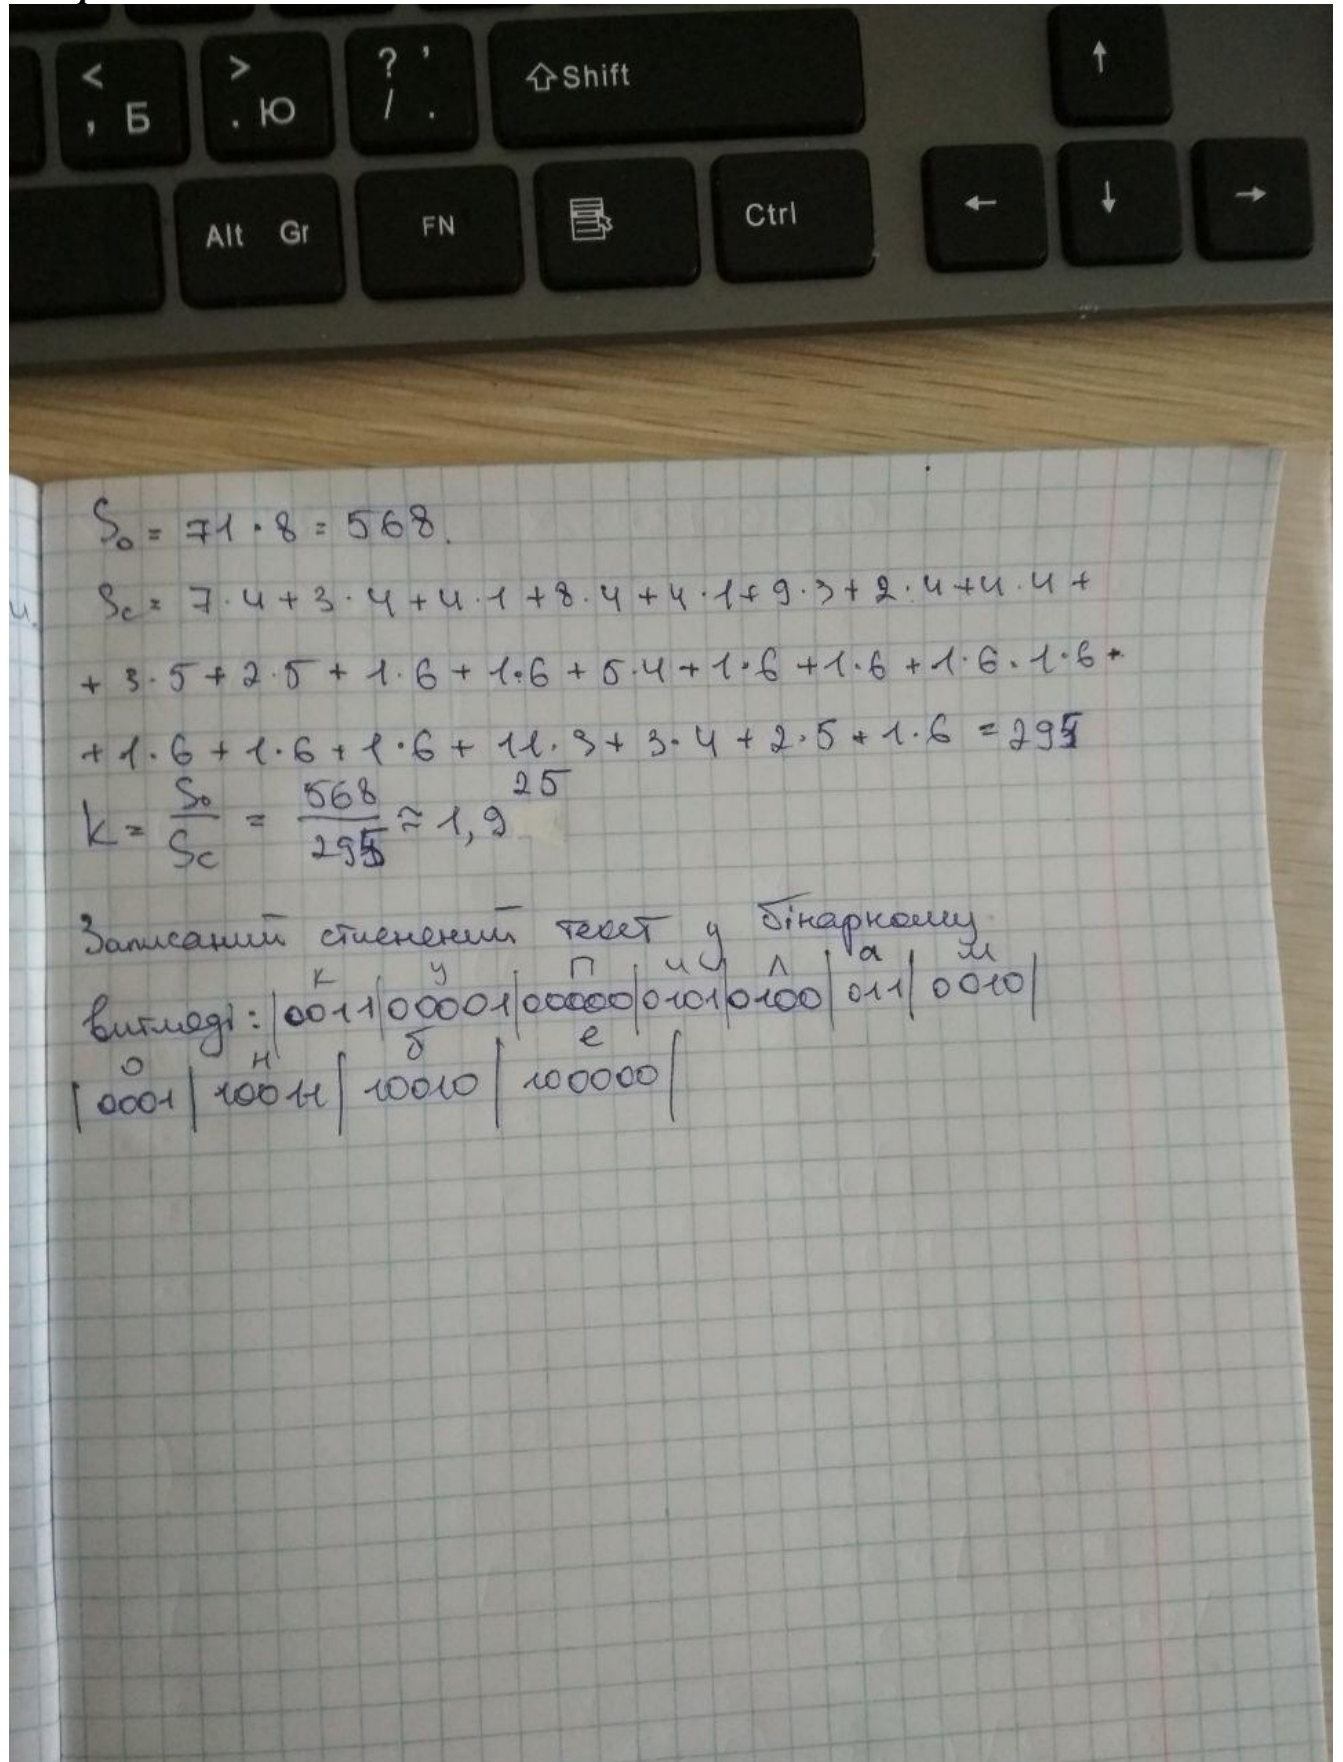 < > ? ' ⇧Shift ↑
, Б . Ю / .
Alt Gr FN Ctrl ← ↓ →
S₀ = 71 · 8 = 568.
Sc = 7·4+3·4+4·1+8·4+4·1+9·3+2·4+4·4+
+ 3·5+2·5+1·6+1·6+5·4+1·6+1·6+1·6·1·6+
+1·6+1·6+1·6+11·3+3·4+2·5+1·6 = 295
k = S₀/Sc = 568/295 ≈ 1,925
Записаний стиснений текст у бінарному
к у п и л а м
вигляді: |0011|00001|00000|0101|0100|011|0010|
о н б е
|0001|10011|10010|100000|